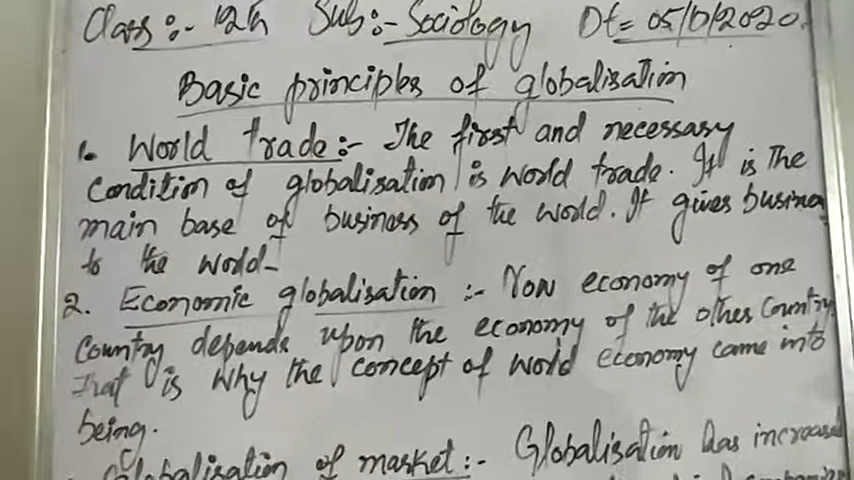 Class:- 12th Sub:- Sociology Dt= 05/10/2020.
Basic principles of globalisation
1. World trade:- The first and necessary
Condition of globalisation is world trade. It is The
main base of business of the world. It gives business
to the world-
2. Economic globalisation :- Now economy of one
Country depends upon the economy of the other Country
That is why the concept of world economy came into
being.
Globalisation of market:- Globalisation has increased